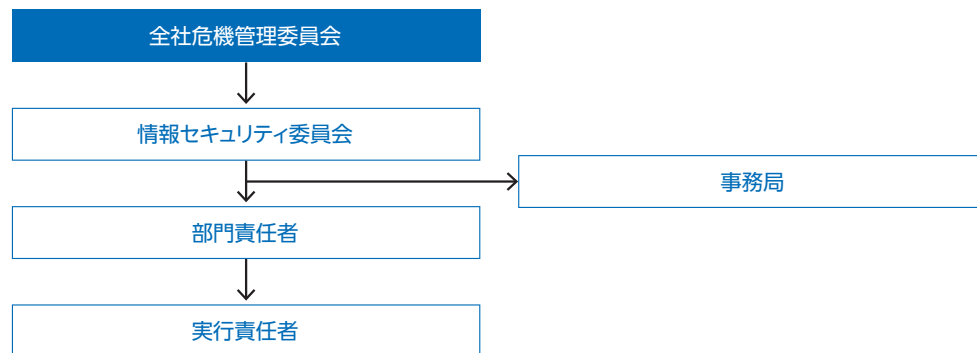 全社危機管理委員会
情報セキュリティ委員会
事務局
部門責任者
実行責任者